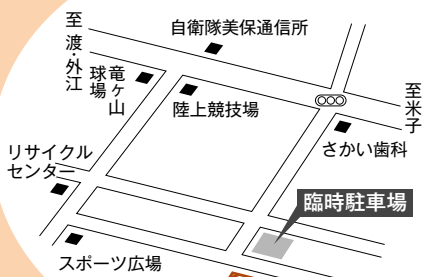 至 渡・外江
自衛隊美保通信所
竜ヶ山
球場
陸上競技場
至米子
さかい歯科
リサイクル
センター
臨時駐車場
スポーツ広場